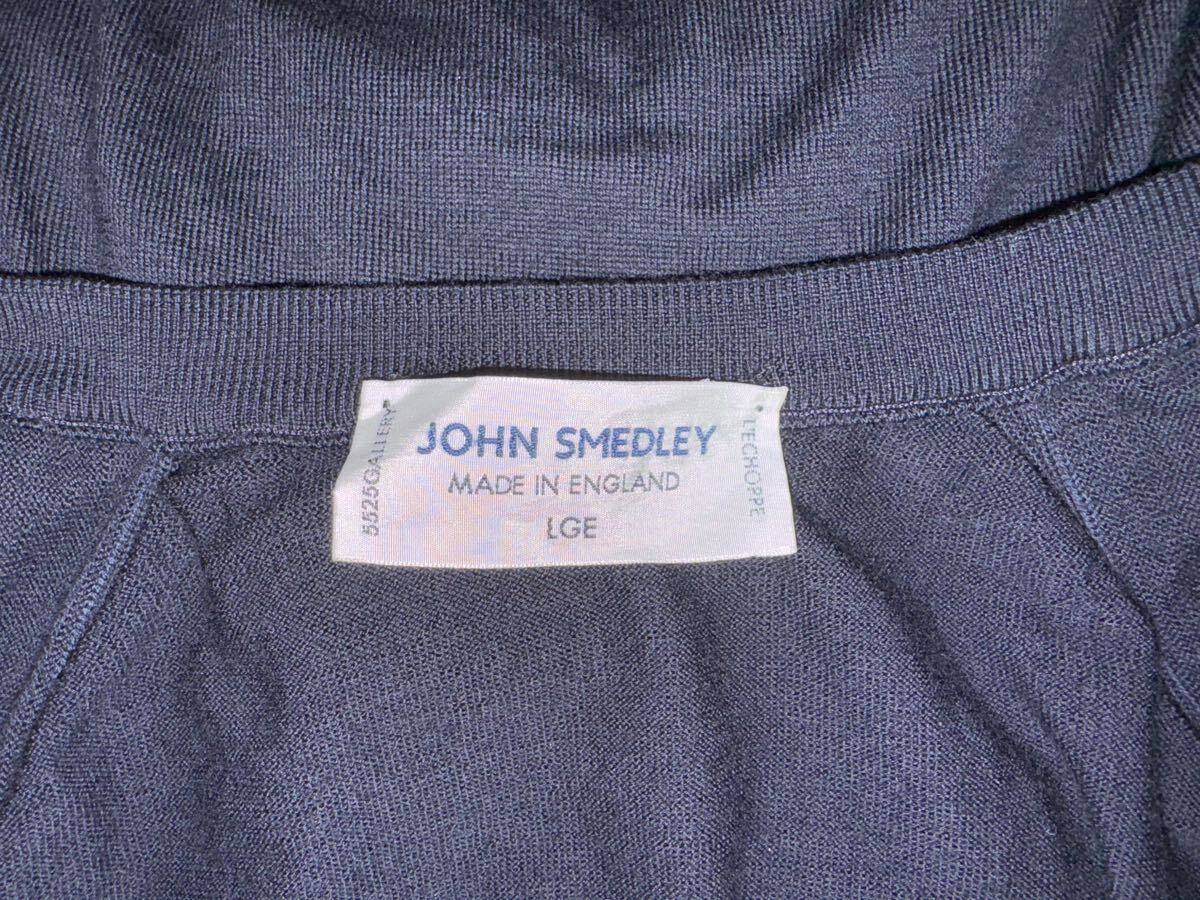 JOHN SMEDLEY
MADE IN ENGLAND
LGE
5525GALLERY
L'ECHOPPE